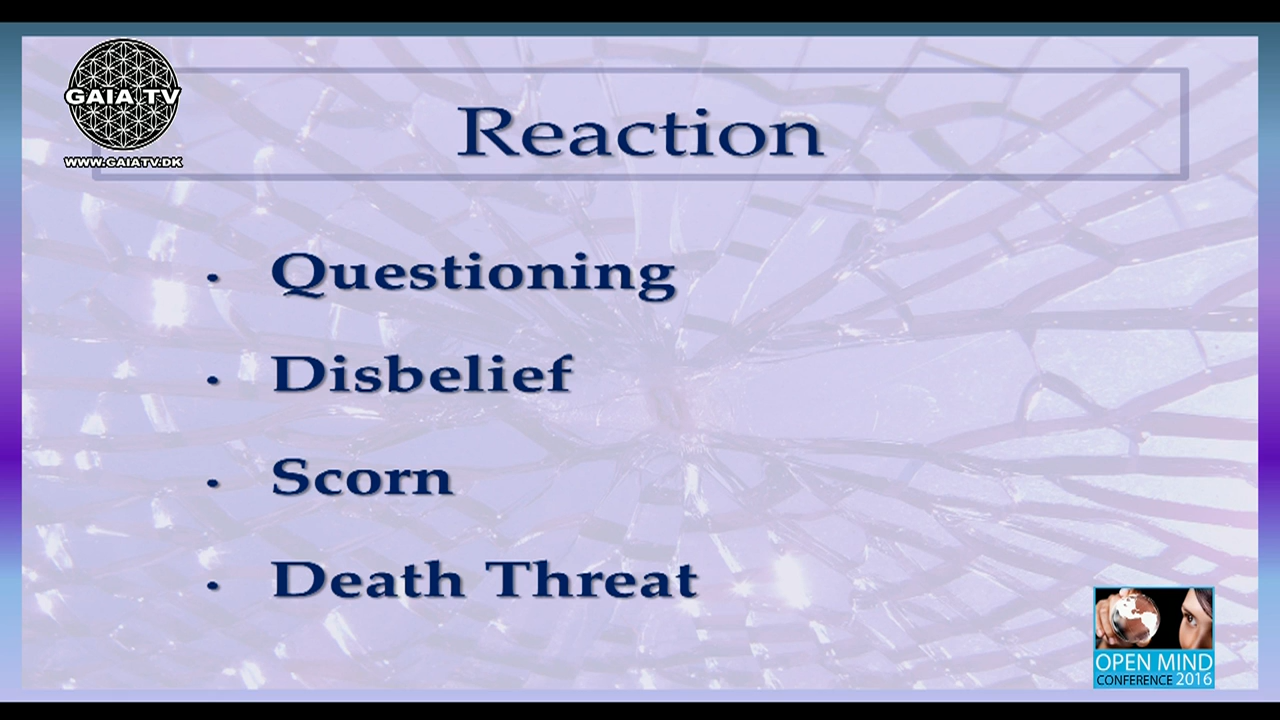 GAIA TV
WWW.GAIATV.DK
Reaction
• Questioning
• Disbelief
• Scorn
• Death Threat
OPEN MIND
CONFERENCE 2016